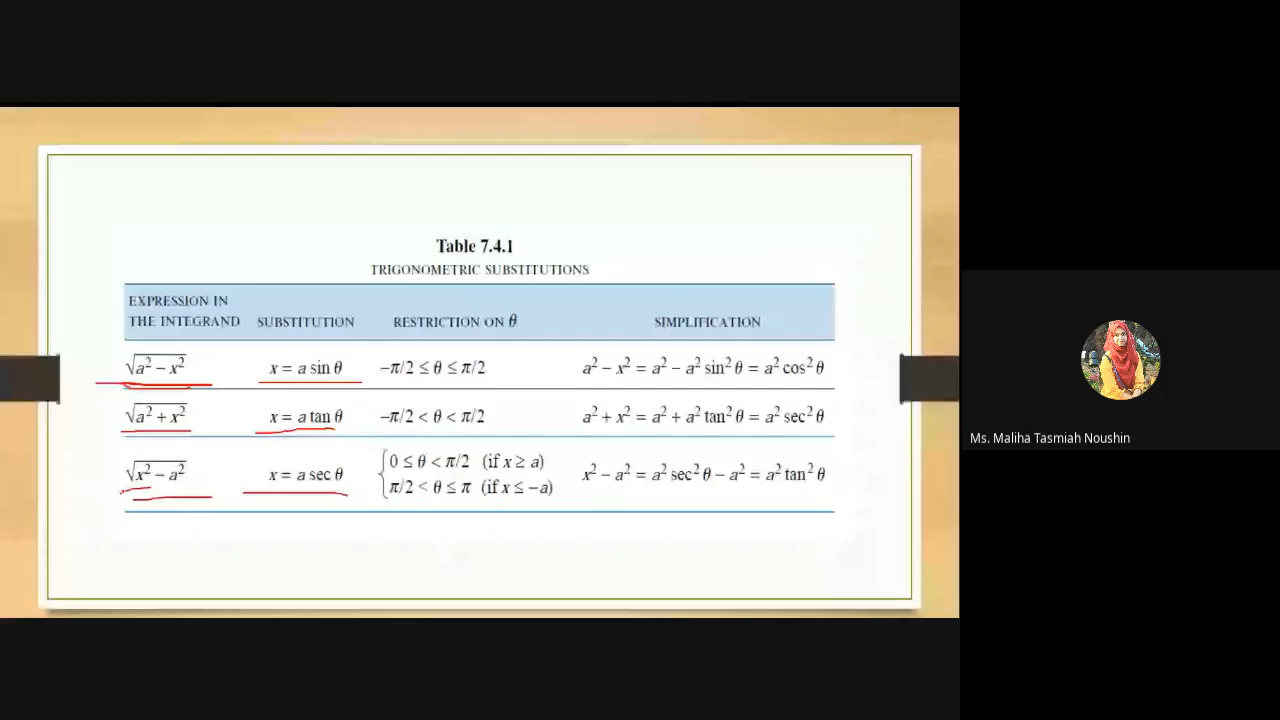 Table 7.4.1
TRIGONOMETRIC SUBSTITUTIONS
EXPRESSION IN
THE INTEGRAND SUBSTITUTION RESTRICTION ON θ SIMPLIFICATION
√(a² − x²) x = a sin θ −π/2 ≤ θ ≤ π/2 a² − x² = a² − a² sin² θ = a² cos² θ
√(a² + x²) x = a tan θ −π/2 < θ < π/2 a² + x² = a² + a² tan² θ = a² sec² θ
√(x² − a²) x = a sec θ { 0 ≤ θ < π/2 (if x ≥ a) x² − a² = a² sec² θ − a² = a² tan² θ
π/2 < θ ≤ π (if x ≤ −a)
Ms. Maliha Tasmiah Noushin